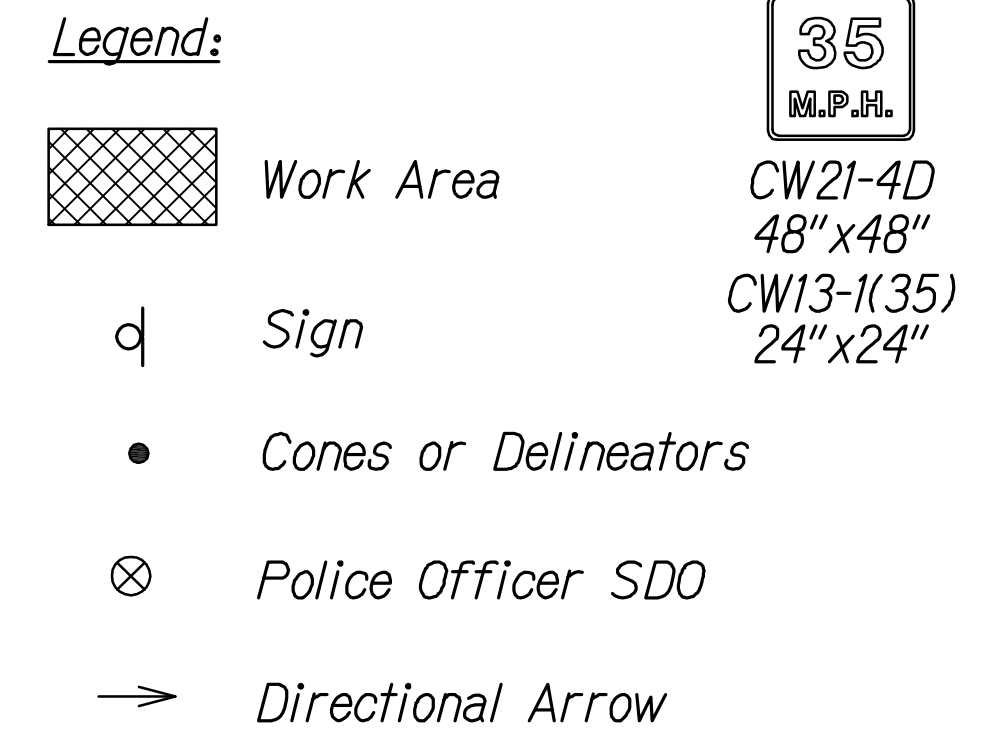 Legend:
Work Area
Sign
Cones or Delineators
Police Officer SDO
Directional Arrow
35
M.P.H.
CW21-4D
48"x48"
CW13-1(35)
24"x24"